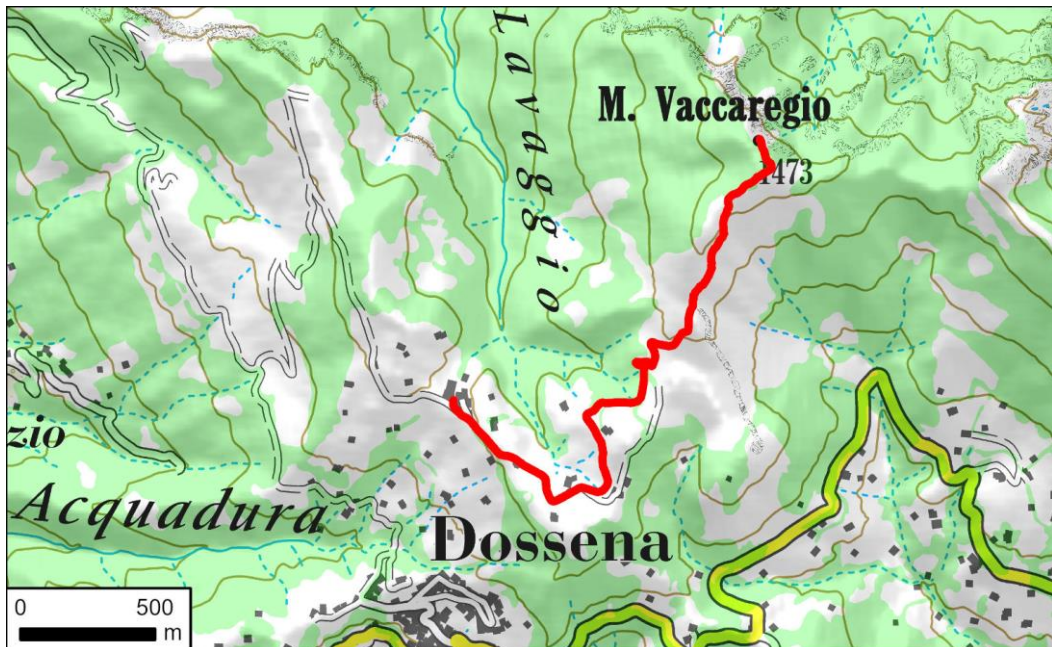 Lavaggio
M. Vaccaregio
1473
zio
Acquadura
Dossena
0 500
m